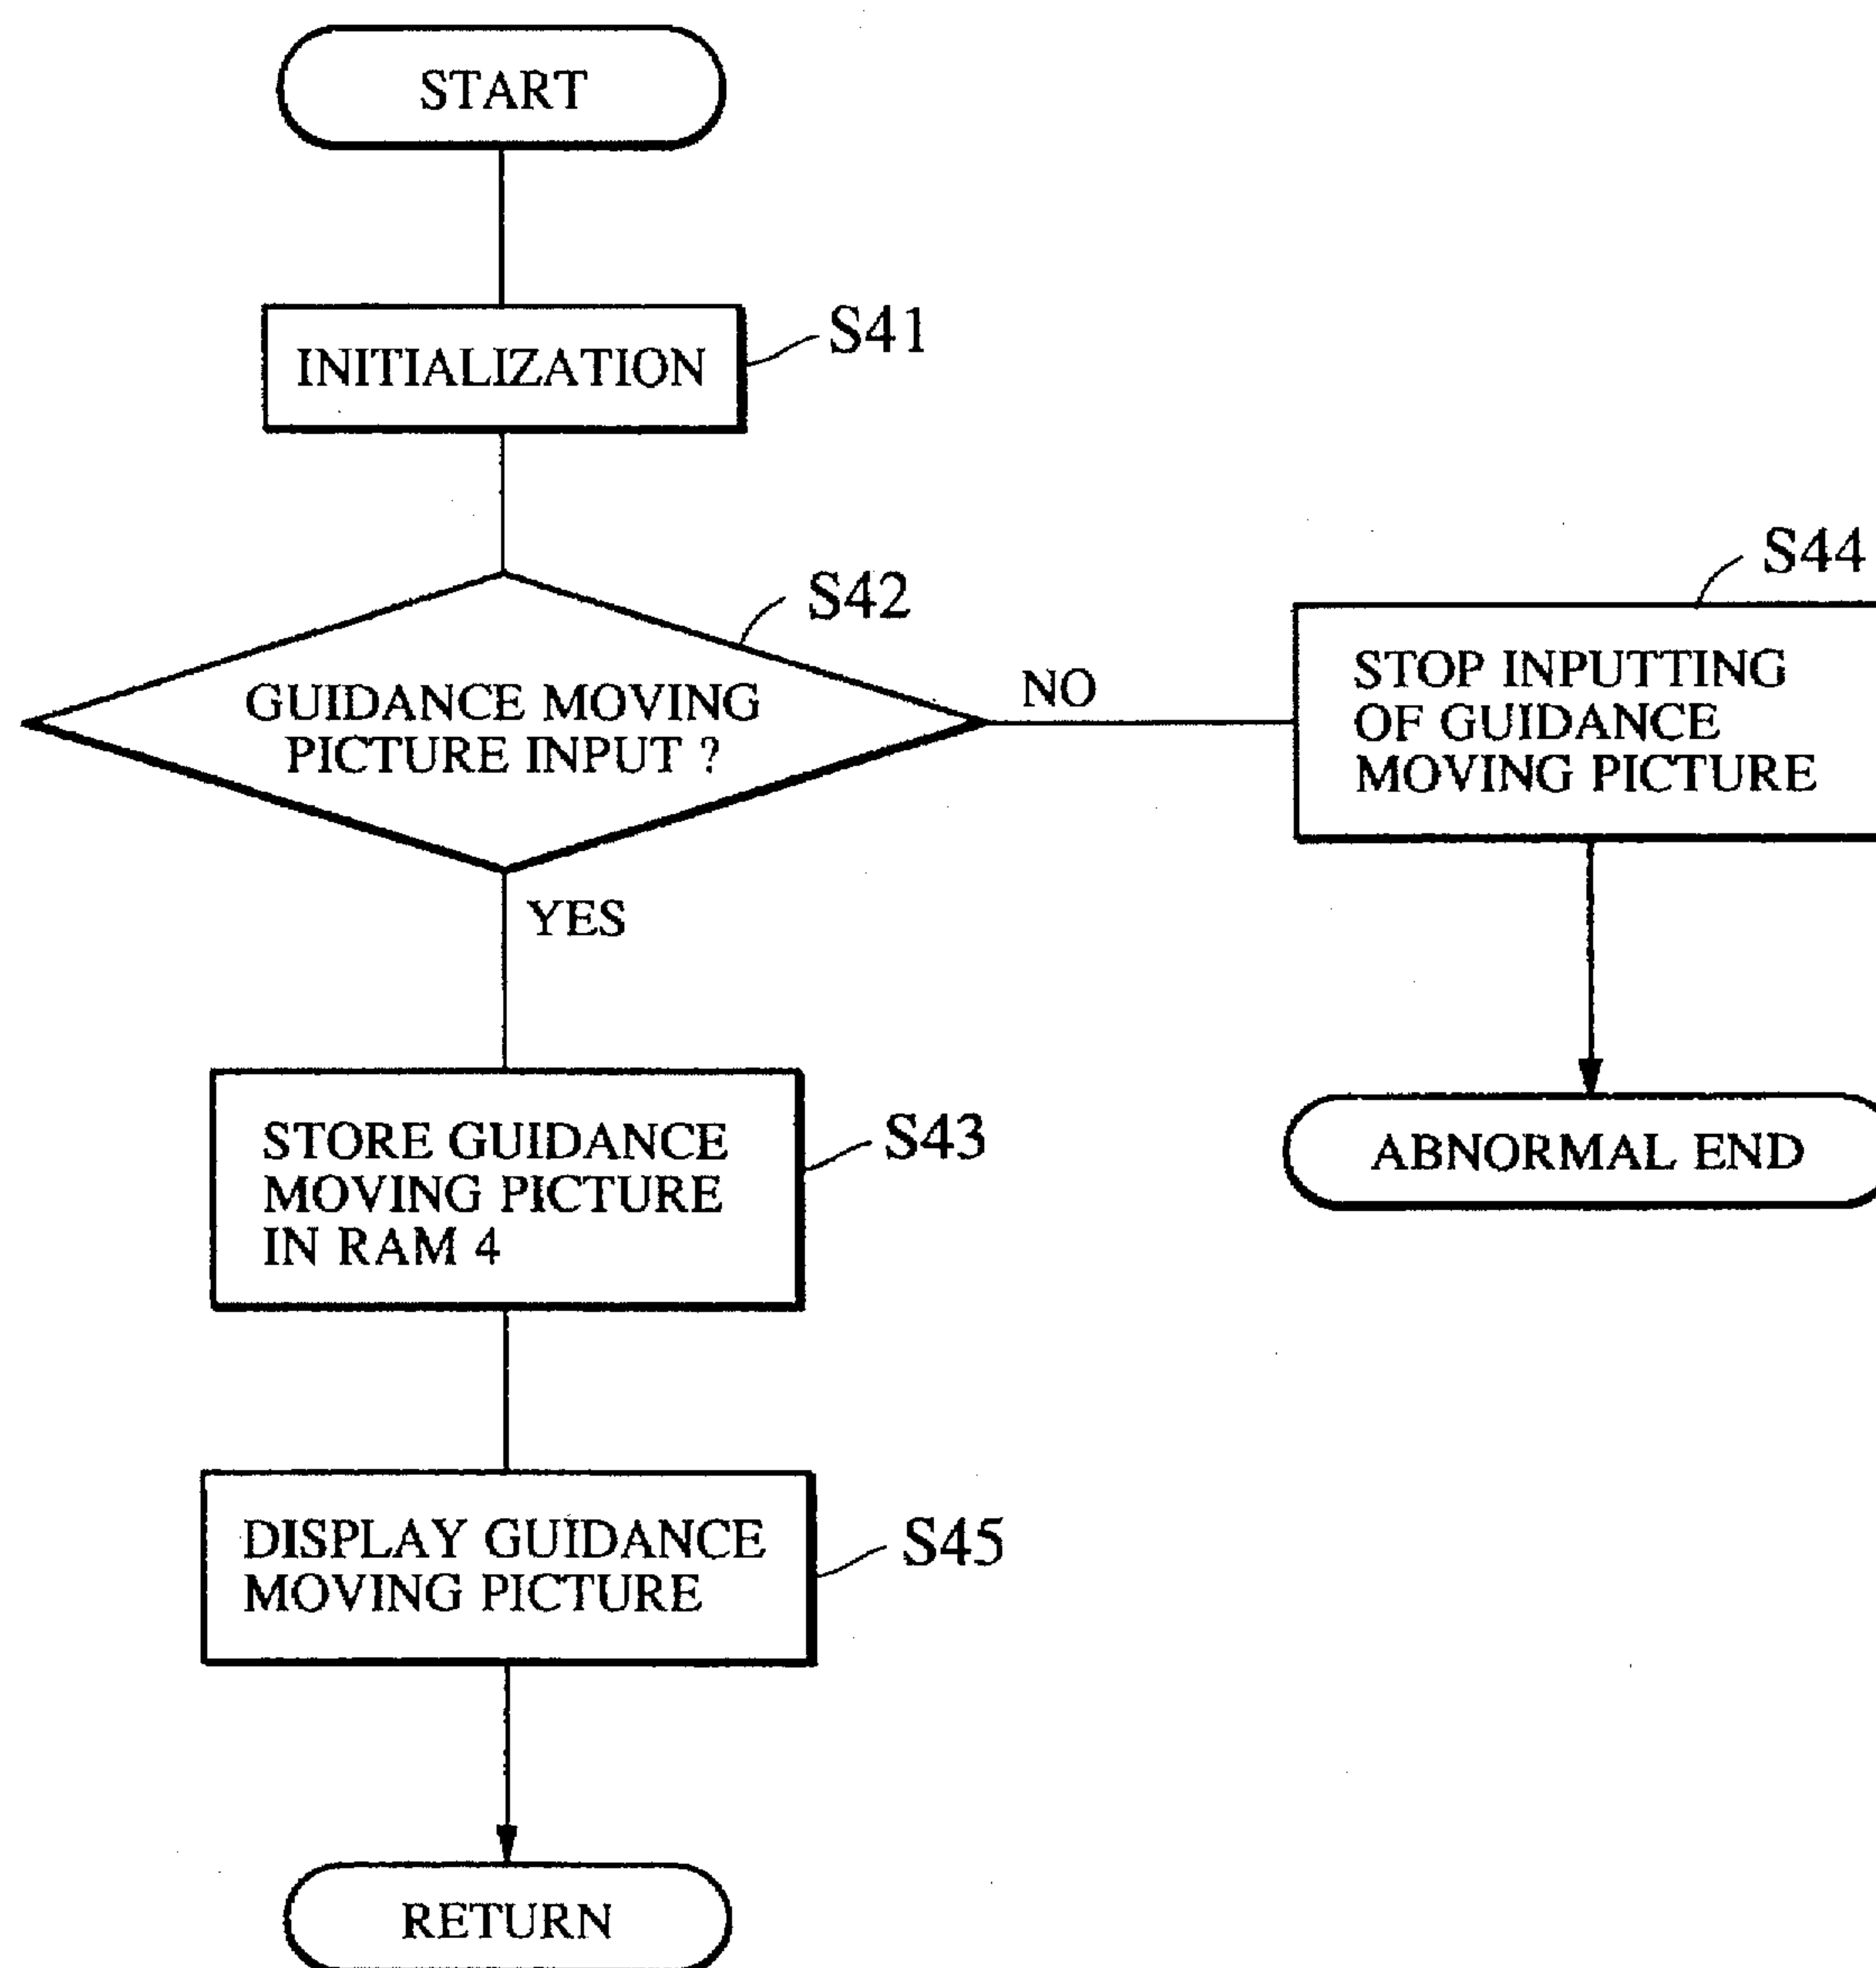 START
INITIALIZATION
S41
S42
GUIDANCE MOVING
PICTURE INPUT ?
NO
YES
S44
STOP INPUTTING
OF GUIDANCE
MOVING PICTURE
ABNORMAL END
STORE GUIDANCE
MOVING PICTURE
IN RAM 4
S43
DISPLAY GUIDANCE
MOVING PICTURE
S45
RETURN